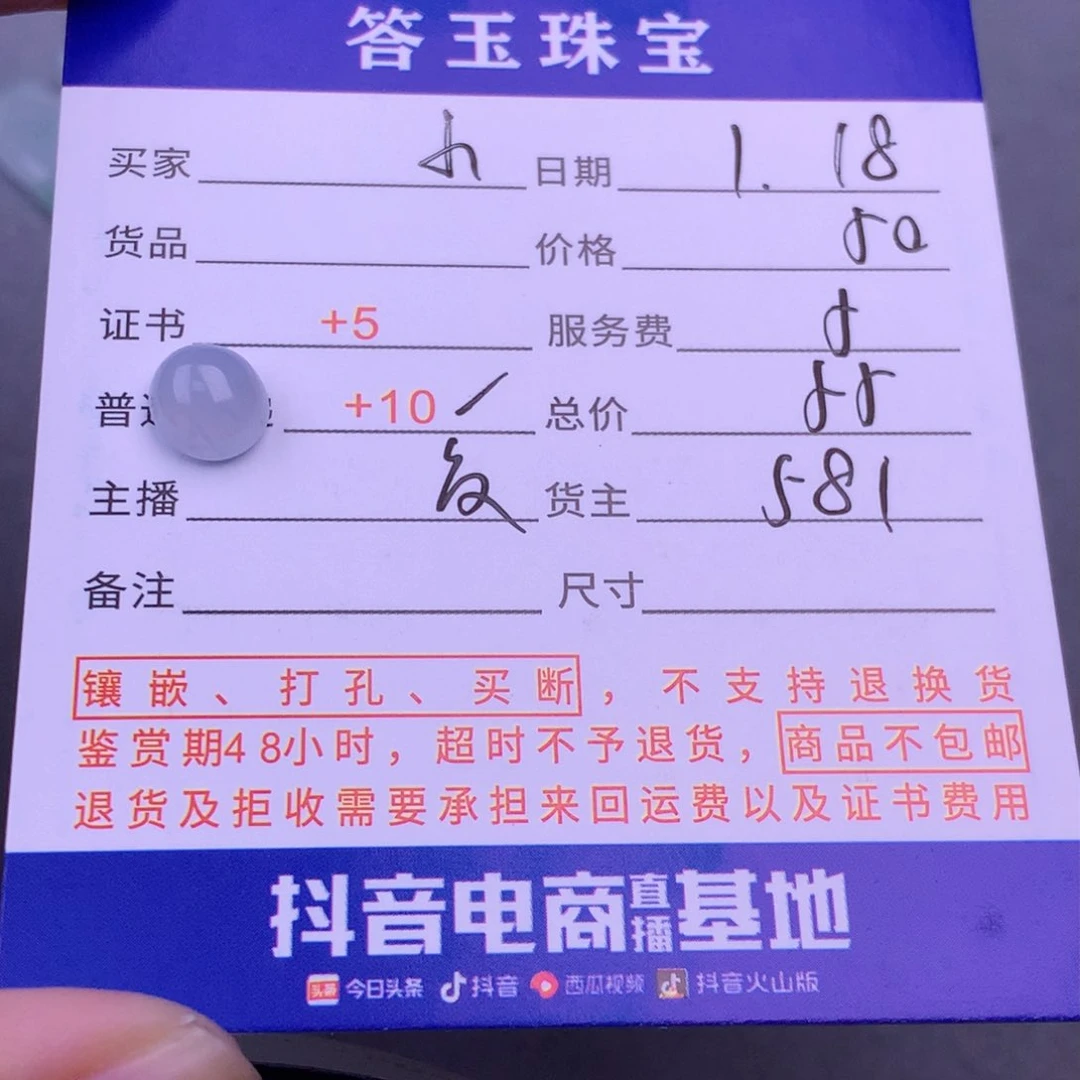 答玉珠宝
买家 小 日期 1.18
货品 价格 50
证书 +5 服务费 5
普 +10 / 总价 55
主播 货主 581
备注 尺寸
镶嵌、打孔、买断，不支持退换货
鉴赏期48小时，超时不予退货，商品不包邮
退货及拒收需要承担来回运费以及证书费用
抖音电商直播基地
头条 今日头条 抖音 西瓜视频 抖音火山版